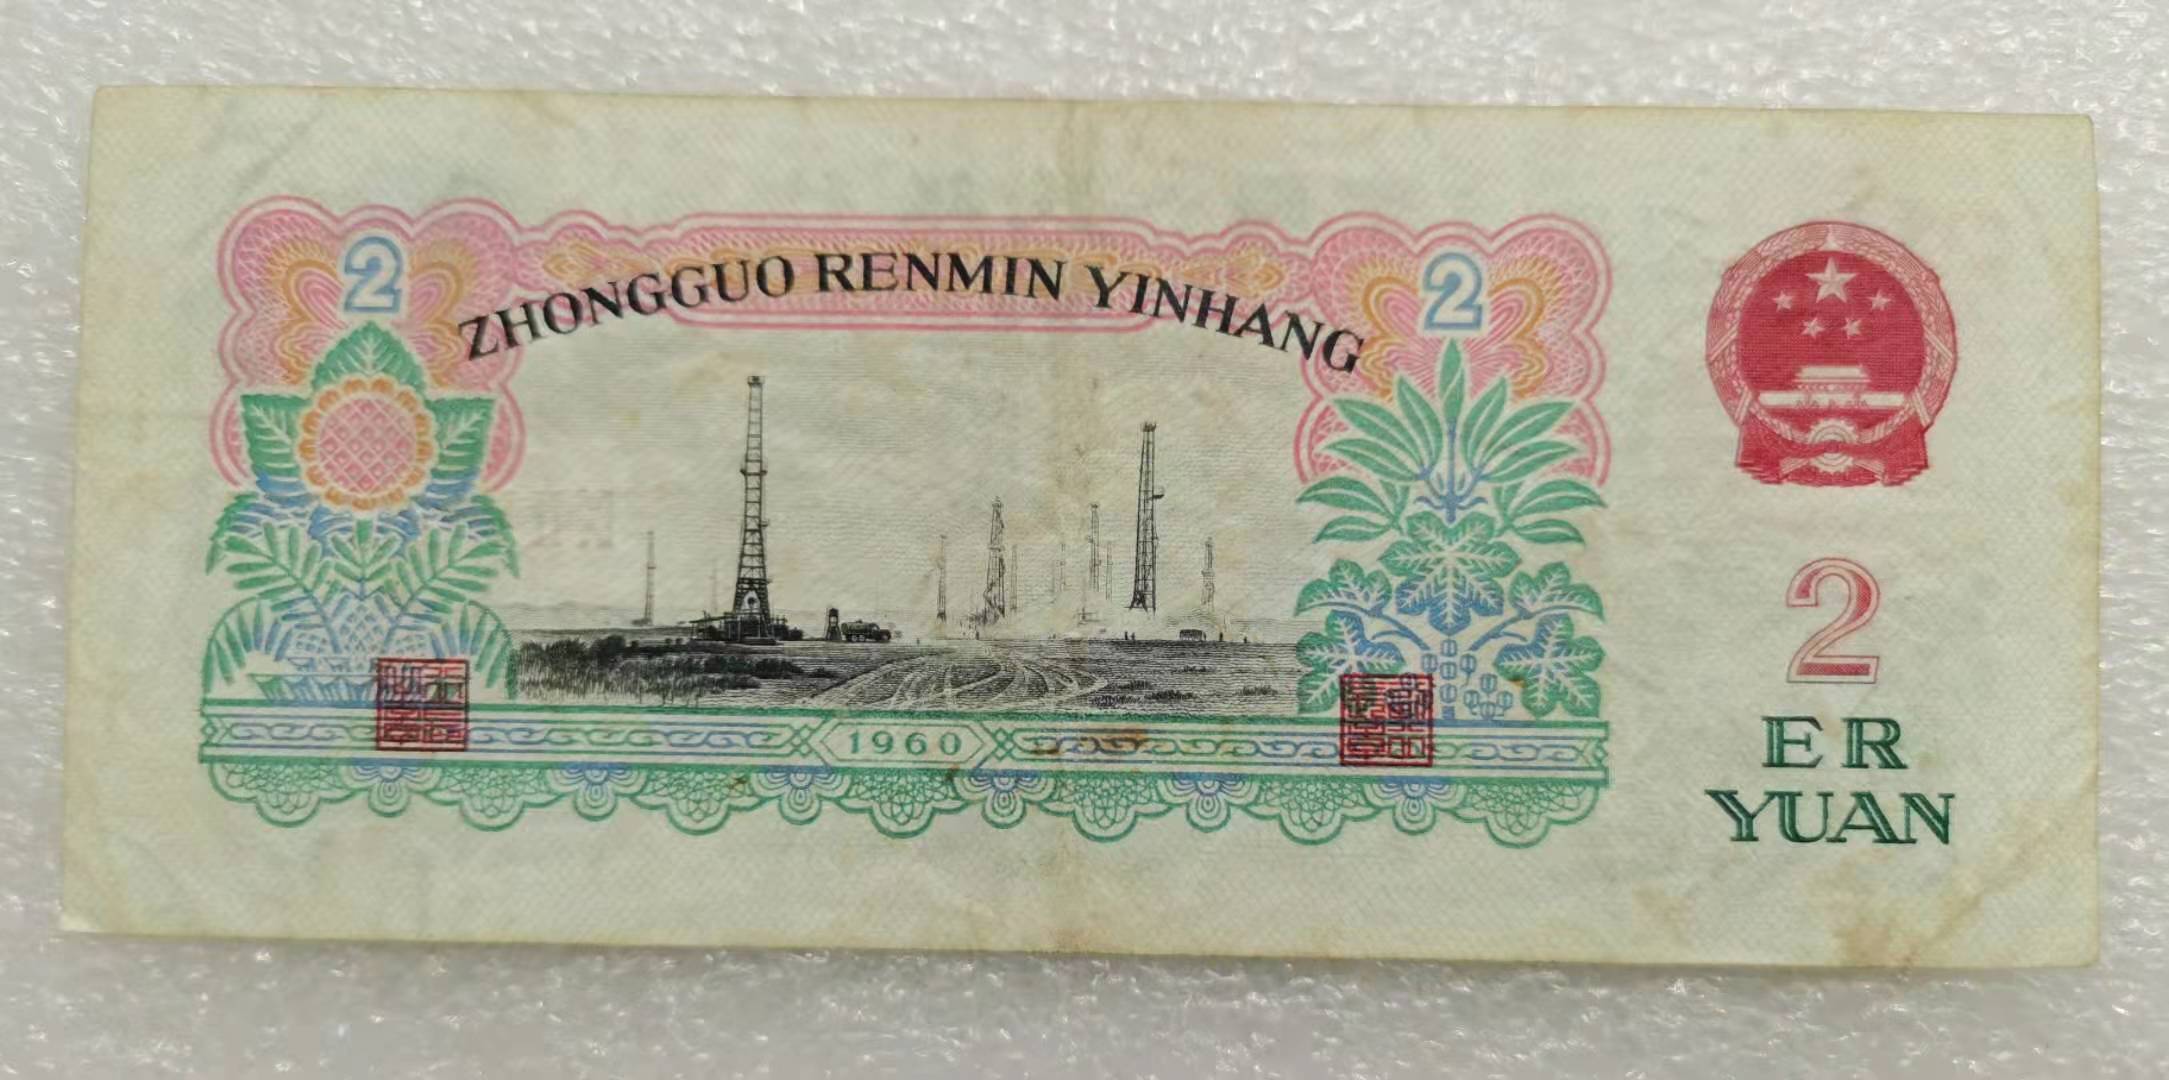 2
2
ZHONGGUO RENMIN YINHANG
1960
2
ER
YUAN